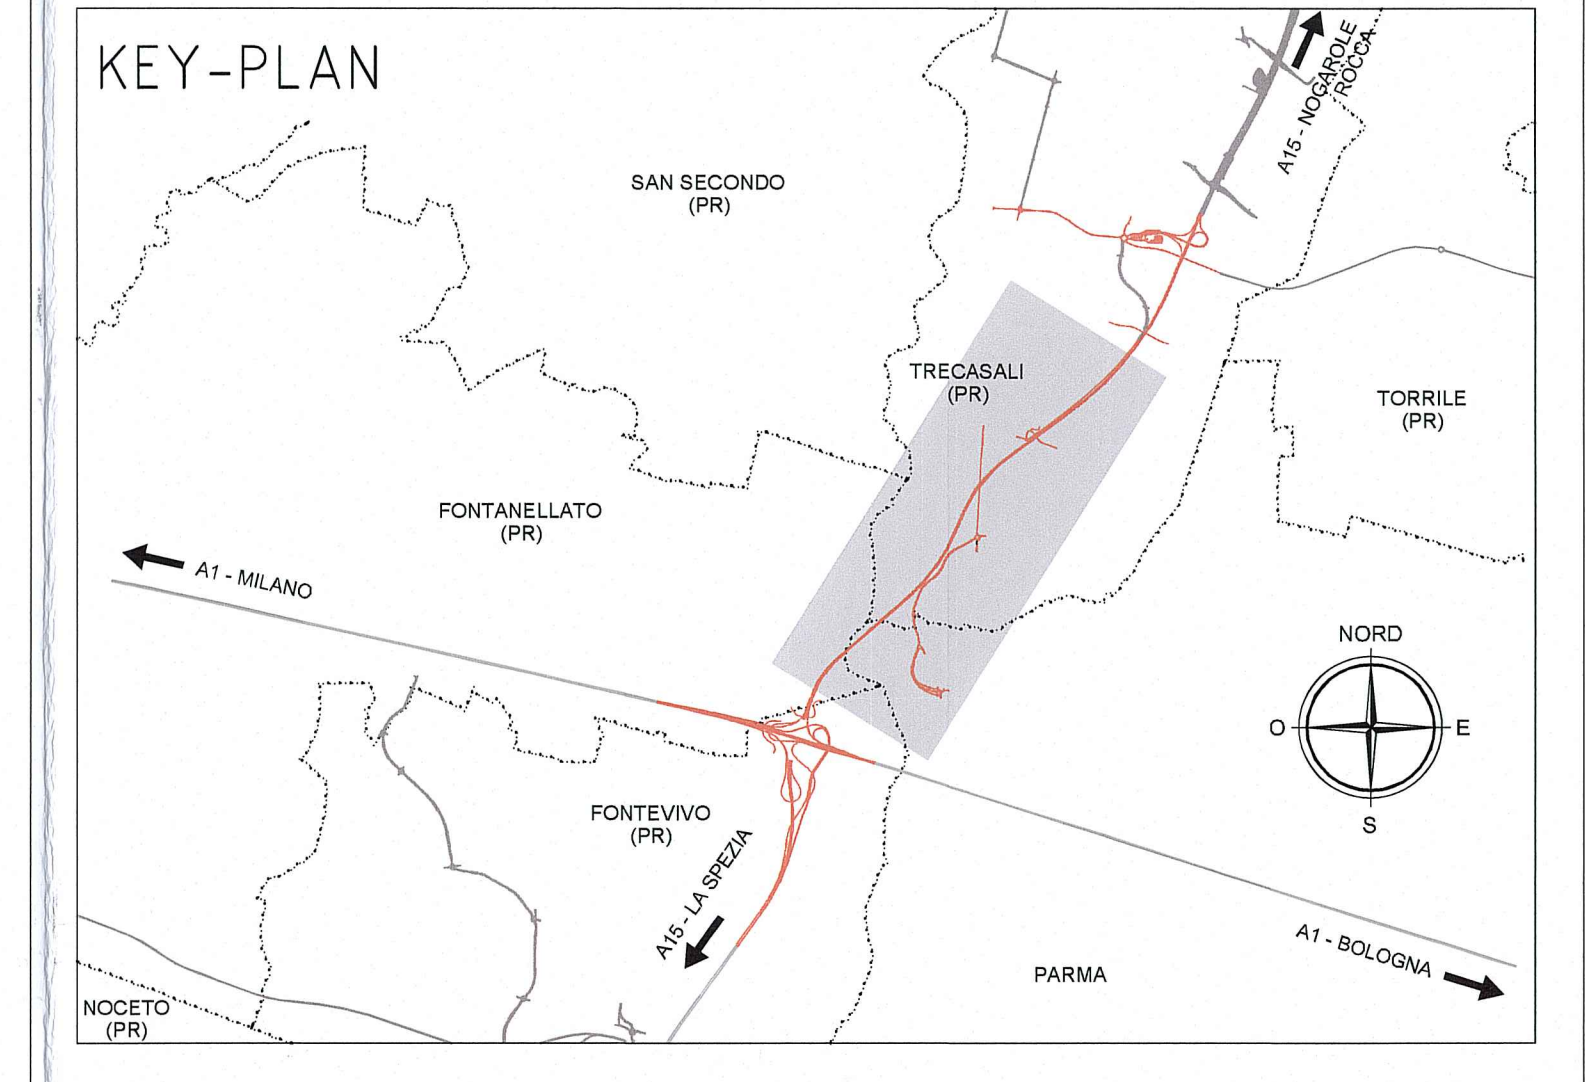 KEY-PLAN
A15 - NOGAROLE
ROCCA
SAN SECONDO
(PR)
TRECASALI
(PR)
TORRILE
(PR)
FONTANELLATO
(PR)
A1 - MILANO
NORD
O
E
S
FONTEVIVO
(PR)
A15 - LA SPEZIA
A1 - BOLOGNA
PARMA
NOCETO
(PR)